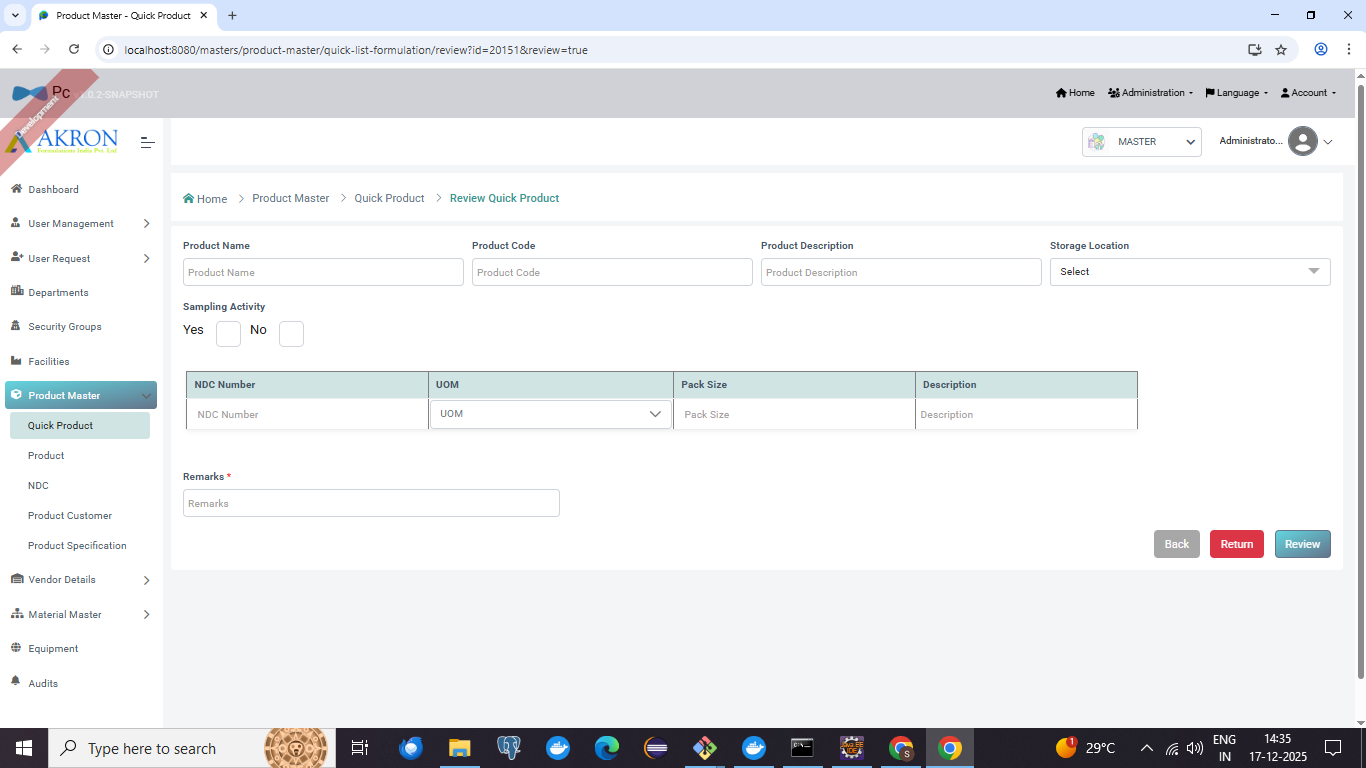 Product Master - Quick Product
localhost:8080/masters/product-master/quick-list-formulation/review?id=20151&review=true
Pc
.0.2-SNAPSHOT
Development
Home
Administration
Language
Account
AKRON
Formulations India Pvt Ltd
MASTER
Administrato...
Dashboard
User Management
User Request
Departments
Security Groups
Facilities
Product Master
Quick Product
Product
NDC
Product Customer
Product Specification
Vendor Details
Material Master
Equipment
Audits
Home > Product Master > Quick Product > Review Quick Product
Product Name Product Code Product Description Storage Location
Product Name Product Code Product Description Select
Sampling Activity
Yes No
NDC Number UOM Pack Size Description
NDC Number UOM Pack Size Description
Remarks *
Remarks
Back Return Review
Type here to search
1
29°C
ENG
IN
14:35
17-12-2025